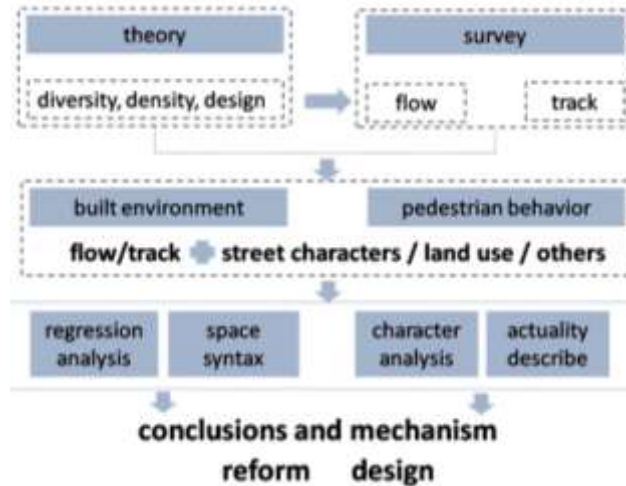 theory
survey
diversity, density, design
flow
track
built environment
pedestrian behavior
flow/track + street characters / land use / others
regression
analysis
space
syntax
character
analysis
actuality
describe
conclusions and mechanism
reform design